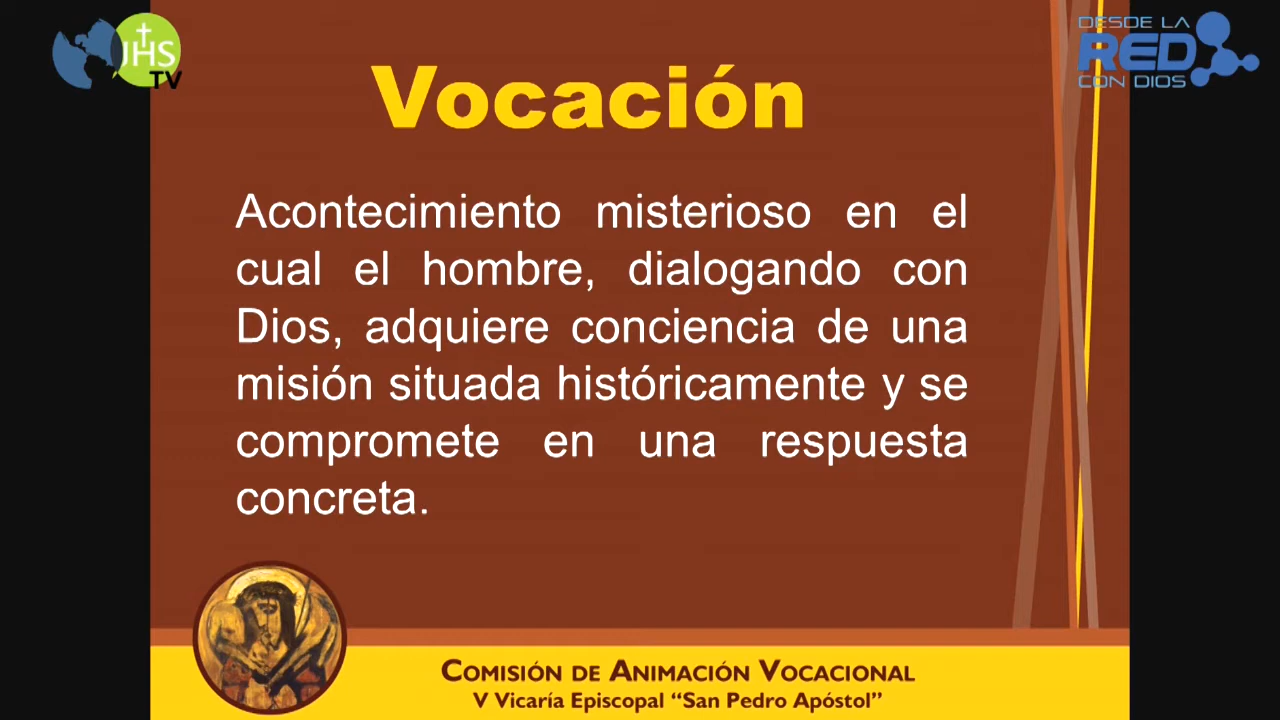 JHS
TV
DESDE LA
RED
CON DIOS
Vocación
Acontecimiento misterioso en el
cual el hombre, dialogando con
Dios, adquiere conciencia de una
misión situada históricamente y se
compromete en una respuesta
concreta.
COMISIÓN DE ANIMACIÓN VOCACIONAL
V Vicaría Episcopal “San Pedro Apóstol”